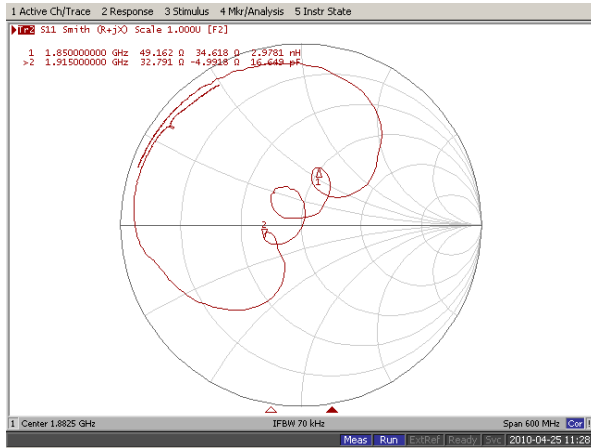 1 Active Ch/Trace 2 Response 3 Stimulus 4 Mkr/Analysis 5 Instr State
Tr2 S11 Smith (R+jX) Scale 1.000U [F2]
1 1.850000000 GHz 49.162 Ω 34.618 Ω 2.9781 nH
>2 1.915000000 GHz 32.791 Ω -4.9918 Ω 16.649 pF
1
2
1 Center 1.8825 GHz IFBW 70 kHz Span 600 MHz Cor !
Meas Run ExtRef Ready Svc 2010-04-25 11:28